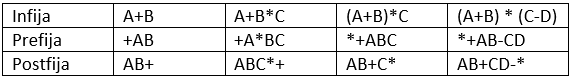 Infija A+B A+B*C (A+B)*C (A+B) * (C-D)
Prefija +AB +A*BC *+ABC *+AB-CD
Postfija AB+ ABC*+ AB+C* AB+CD-*